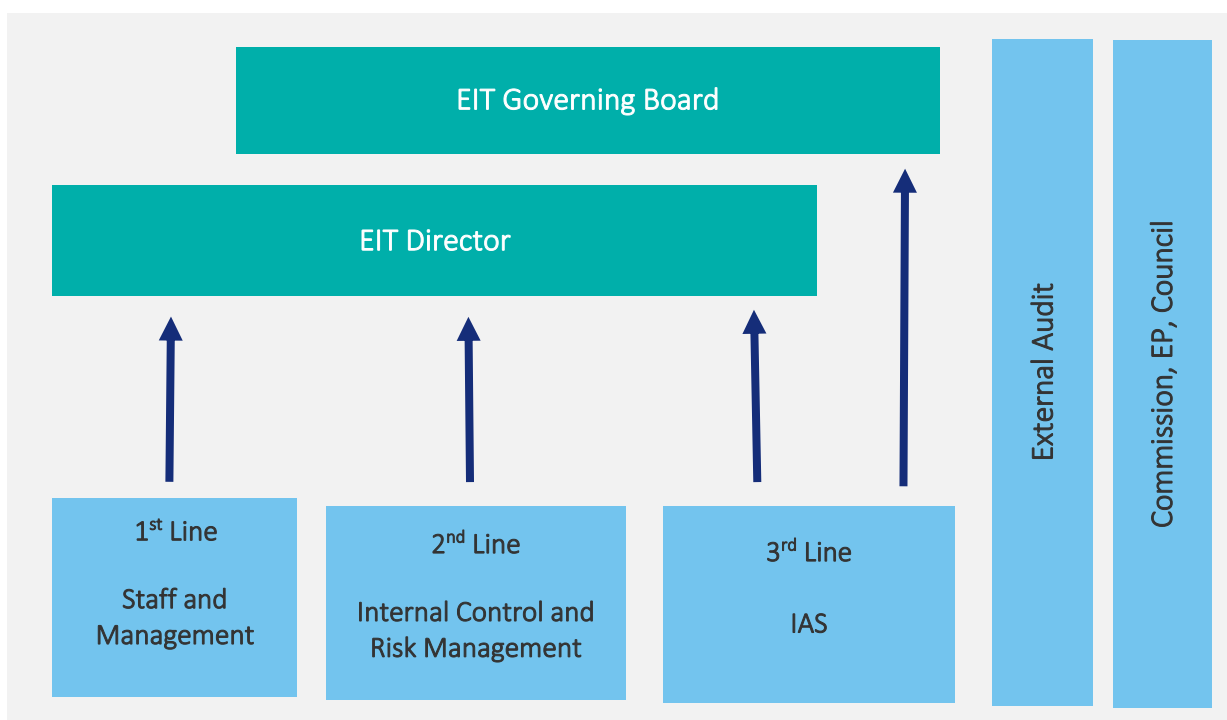 EIT Governing Board
EIT Director
1st Line
Staff and
Management
2nd Line
Internal Control and
Risk Management
3rd Line
IAS
External Audit
Commission, EP, Council